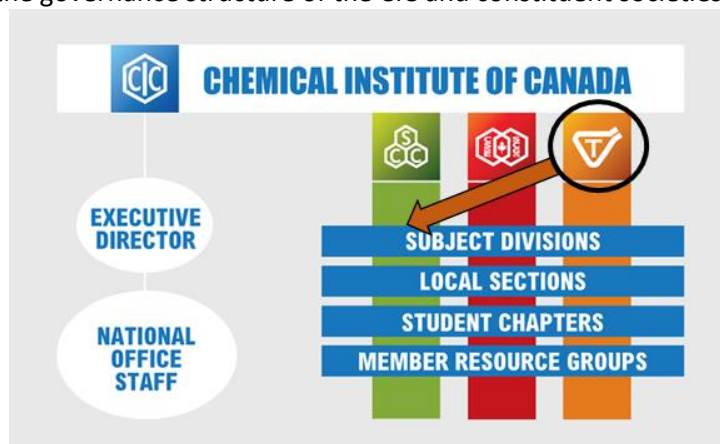 the governance structure of the CIC and constituent societies
CIC CHEMICAL INSTITUTE OF CANADA
S
C C
T
EXECUTIVE
DIRECTOR
NATIONAL
OFFICE
STAFF
SUBJECT DIVISIONS
LOCAL SECTIONS
STUDENT CHAPTERS
MEMBER RESOURCE GROUPS